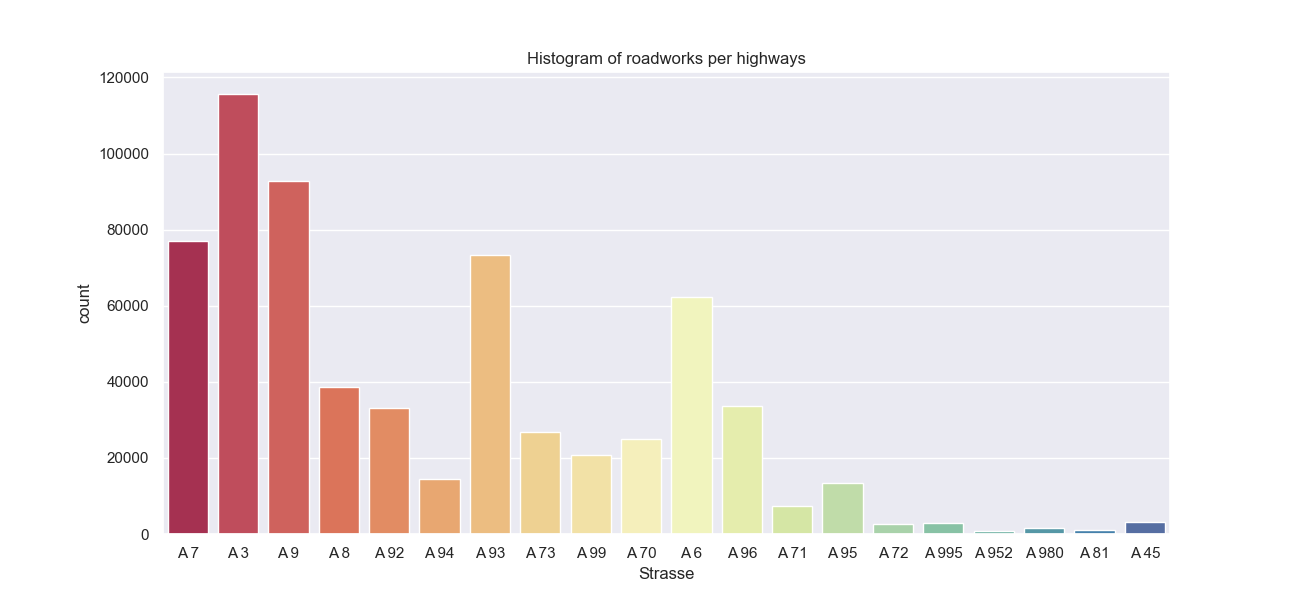 Histogram of roadworks per highways
120000
100000
80000
60000
40000
20000
0
count
A 7 A 3 A 9 A 8 A 92 A 94 A 93 A 73 A 99 A 70 A 6 A 96 A 71 A 95 A 72 A 995 A 952 A 980 A 81 A 45
Strasse